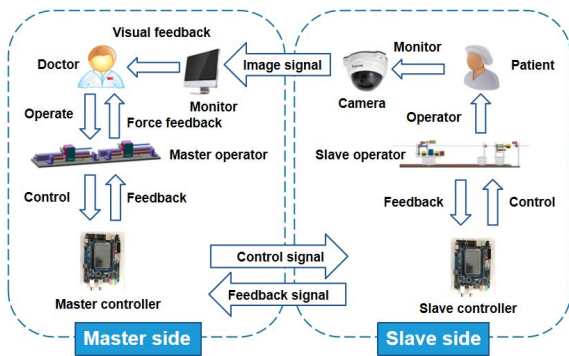 Visual feedback
Doctor
Monitor
Operate
Force feedback
Master operator
Control
Feedback
Master controller
Master side
Image signal
Control signal
Feedback signal
Monitor
Camera
Patient
Operator
Slave operator
Feedback
Control
Slave controller
Slave side